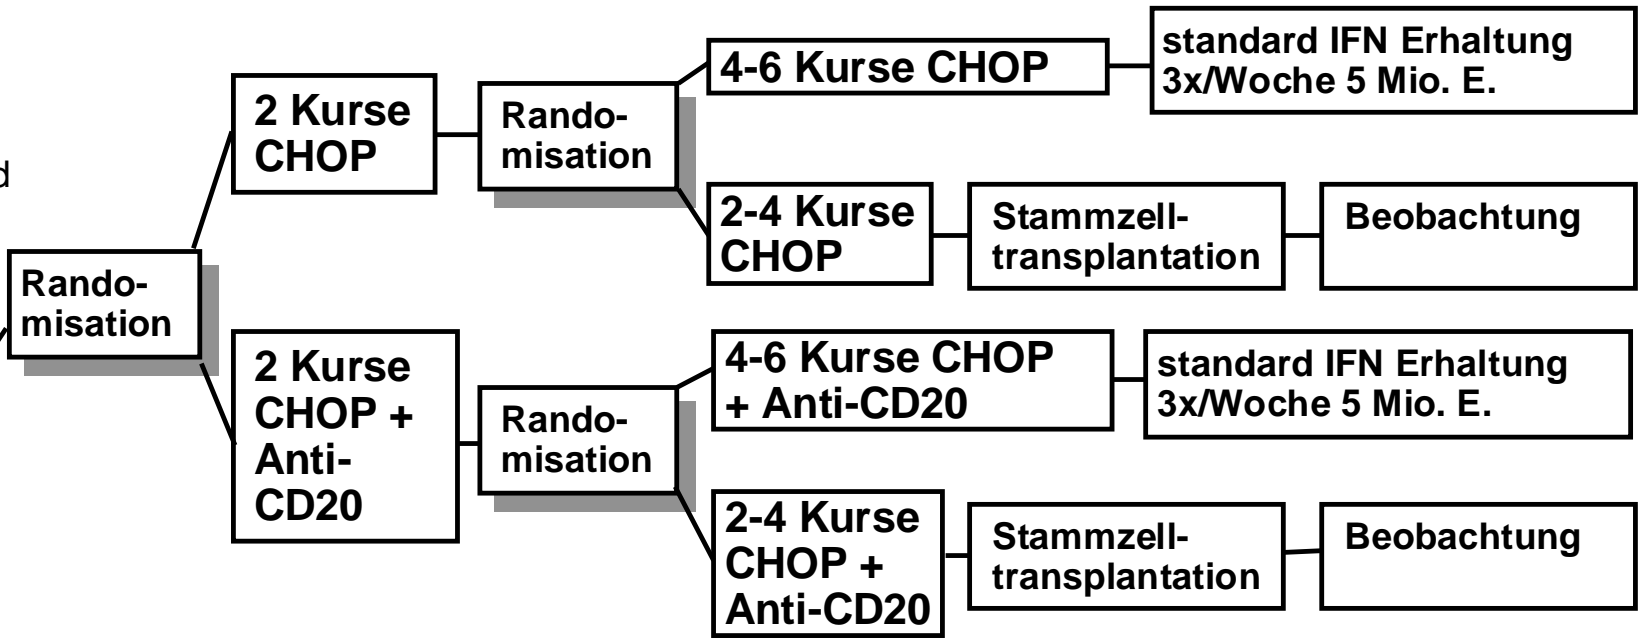 d
Rando-
misation
2 Kurse
CHOP
Rando-
misation
4-6 Kurse CHOP
standard IFN Erhaltung
3x/Woche 5 Mio. E.
2-4 Kurse
CHOP
Stammzell-
transplantation
Beobachtung
2 Kurse
CHOP +
Anti-
CD20
Rando-
misation
4-6 Kurse CHOP
+ Anti-CD20
standard IFN Erhaltung
3x/Woche 5 Mio. E.
2-4 Kurse
CHOP +
Anti-CD20
Stammzell-
transplantation
Beobachtung